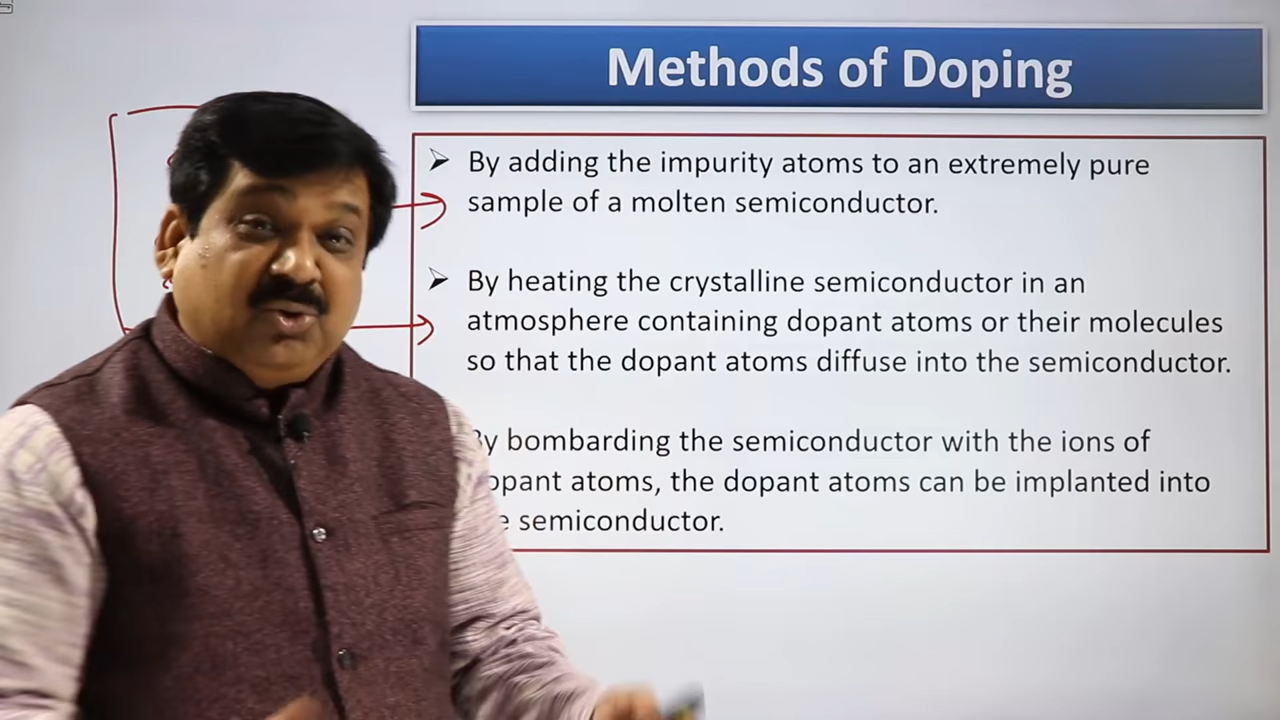 Methods of Doping
By adding the impurity atoms to an extremely pure
sample of a molten semiconductor.
By heating the crystalline semiconductor in an
atmosphere containing dopant atoms or their molecules
so that the dopant atoms diffuse into the semiconductor.
By bombarding the semiconductor with the ions of
dopant atoms, the dopant atoms can be implanted into
semiconductor.